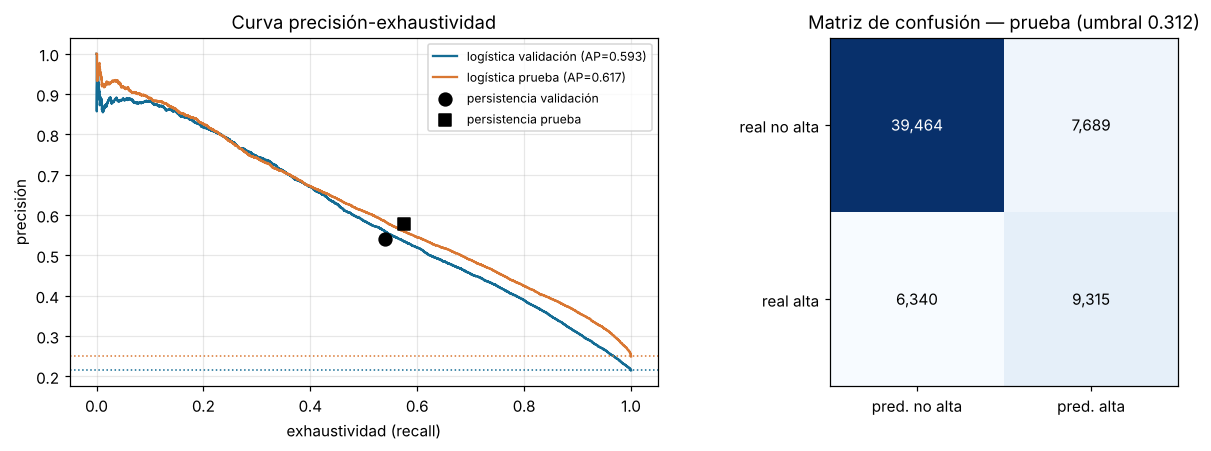 Curva precisión-exhaustividad
1.0
0.9
0.8
0.7
0.6
0.5
0.4
0.3
0.2
precisión
0.0 0.2 0.4 0.6 0.8 1.0
exhaustividad (recall)
logística validación (AP=0.593)
logística prueba (AP=0.617)
persistencia validación
persistencia prueba
Matriz de confusión — prueba (umbral 0.312)
real no alta 39,464 7,689
real alta 6,340 9,315
pred. no alta pred. alta